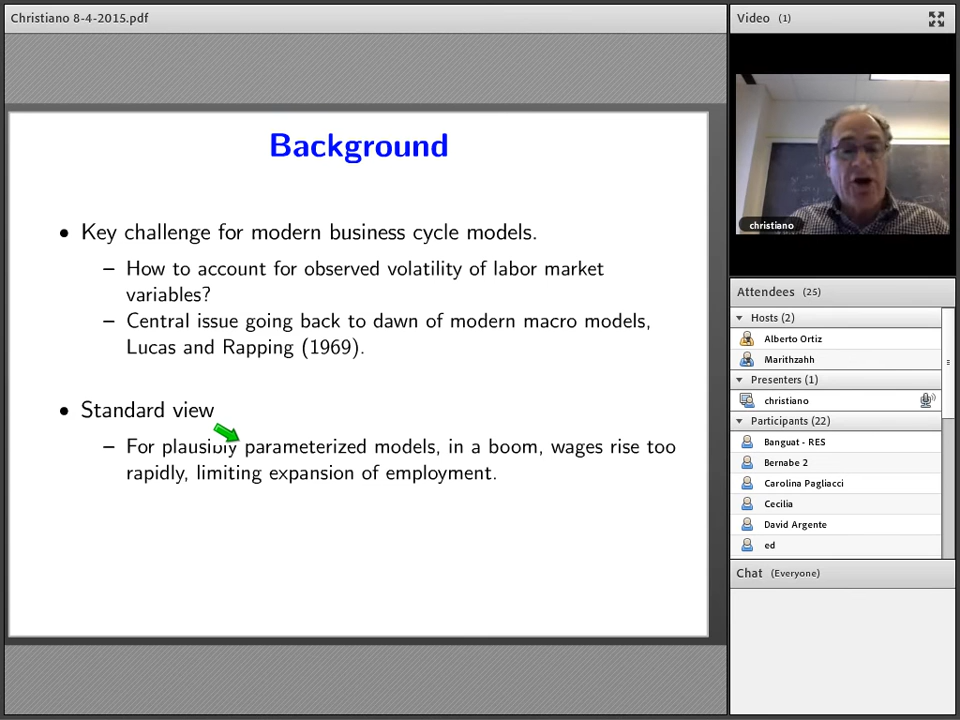 Christiano 8-4-2015.pdf
Background
• Key challenge for modern business cycle models.
– How to account for observed volatility of labor market
variables?
– Central issue going back to dawn of modern macro models,
Lucas and Rapping (1969).
• Standard view
– For plausibly parameterized models, in a boom, wages rise too
rapidly, limiting expansion of employment.
Video (1)
christiano
Attendees (25)
Hosts (2)
Alberto Ortiz
Marithzahh
Presenters (1)
christiano
Participants (22)
Banguat - RES
Bernabe 2
Carolina Pagliacci
Cecilia
David Argente
ed
Chat (Everyone)